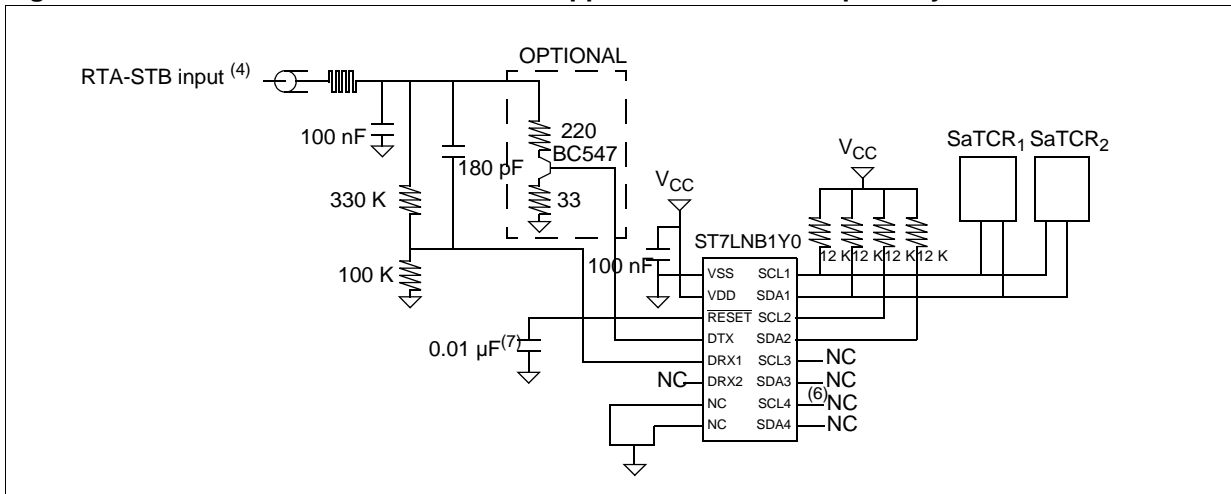 OPTIONAL
RTA-STB input (4)
100 nF
180 pF
220
BC547
33
330 K
100 K
VCC
VCC
SaTCR1
SaTCR2
100 nF
12 K 12 K 12 K 12 K
ST7LNB1Y0
VSS SCL1
VDD SDA1
RESET SCL2
DTX SDA2
DRX1 SCL3 NC
NC DRX2 SDA3 NC
NC SCL4 (6) NC
NC SDA4 NC
0.01 µF(7)